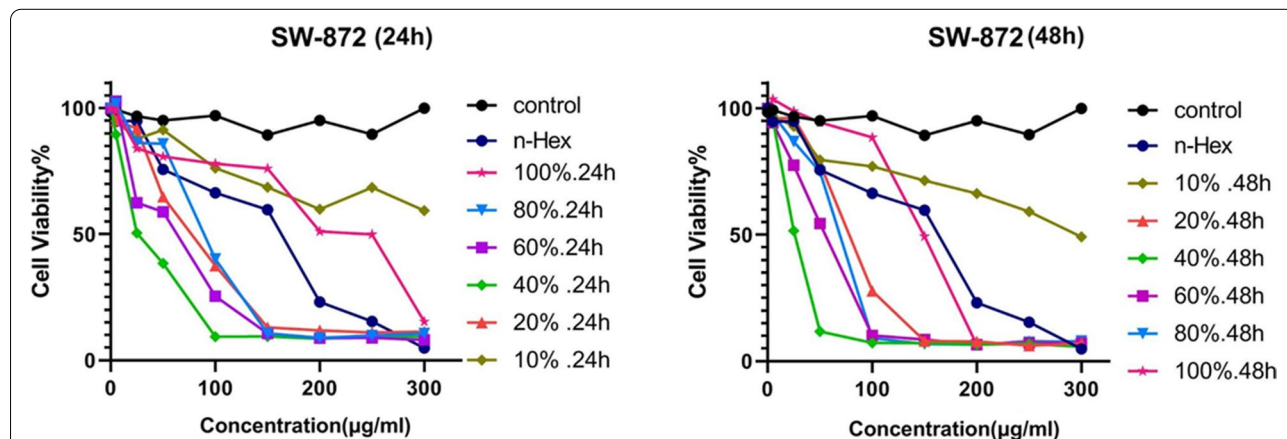 SW-872 (24h)
Cell Viability%
100
50
0
0
100
200
300
Concentration(µg/ml)
control
n-Hex
100%.24h
80%.24h
60%.24h
40% .24h
20% .24h
10% .24h
SW-872 (48h)
Cell Viability%
100
50
0
0
100
200
300
Concentration(µg/ml)
control
n-Hex
10% .48h
20%.48h
40%.48h
60%.48h
80%.48h
100%.48h